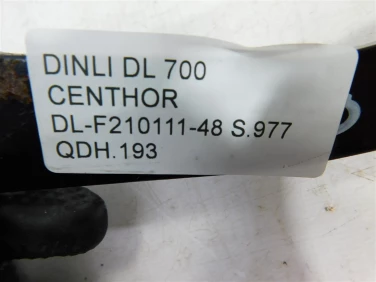 DINLI DL 700
CENTHOR
DL-F210111-48 S.977
QDH.193